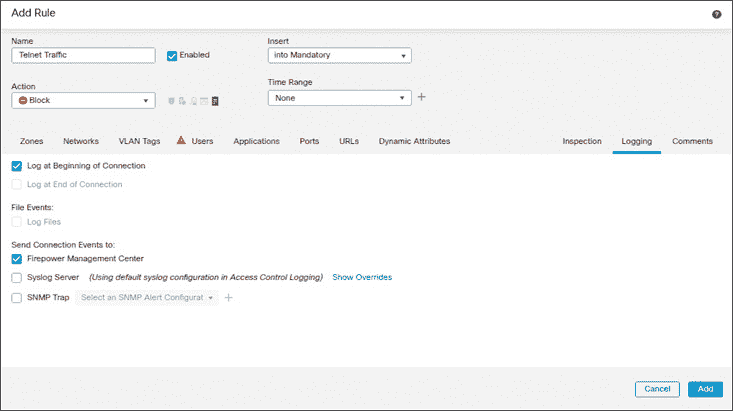 Add Rule
Name
Insert
Telnet Traffic
Enabled
into Mandatory
Action
Time Range
Block
None
Zones Networks VLAN Tags Users Applications Ports URLs Dynamic Attributes Inspection Logging Comments
Log at Beginning of Connection
Log at End of Connection
File Events:
Log Files
Send Connection Events to:
Firepower Management Center
Syslog Server (Using default syslog configuration in Access Control Logging) Show Overrides
SNMP Trap Select an SNMP Alert Configurat
Cancel Add